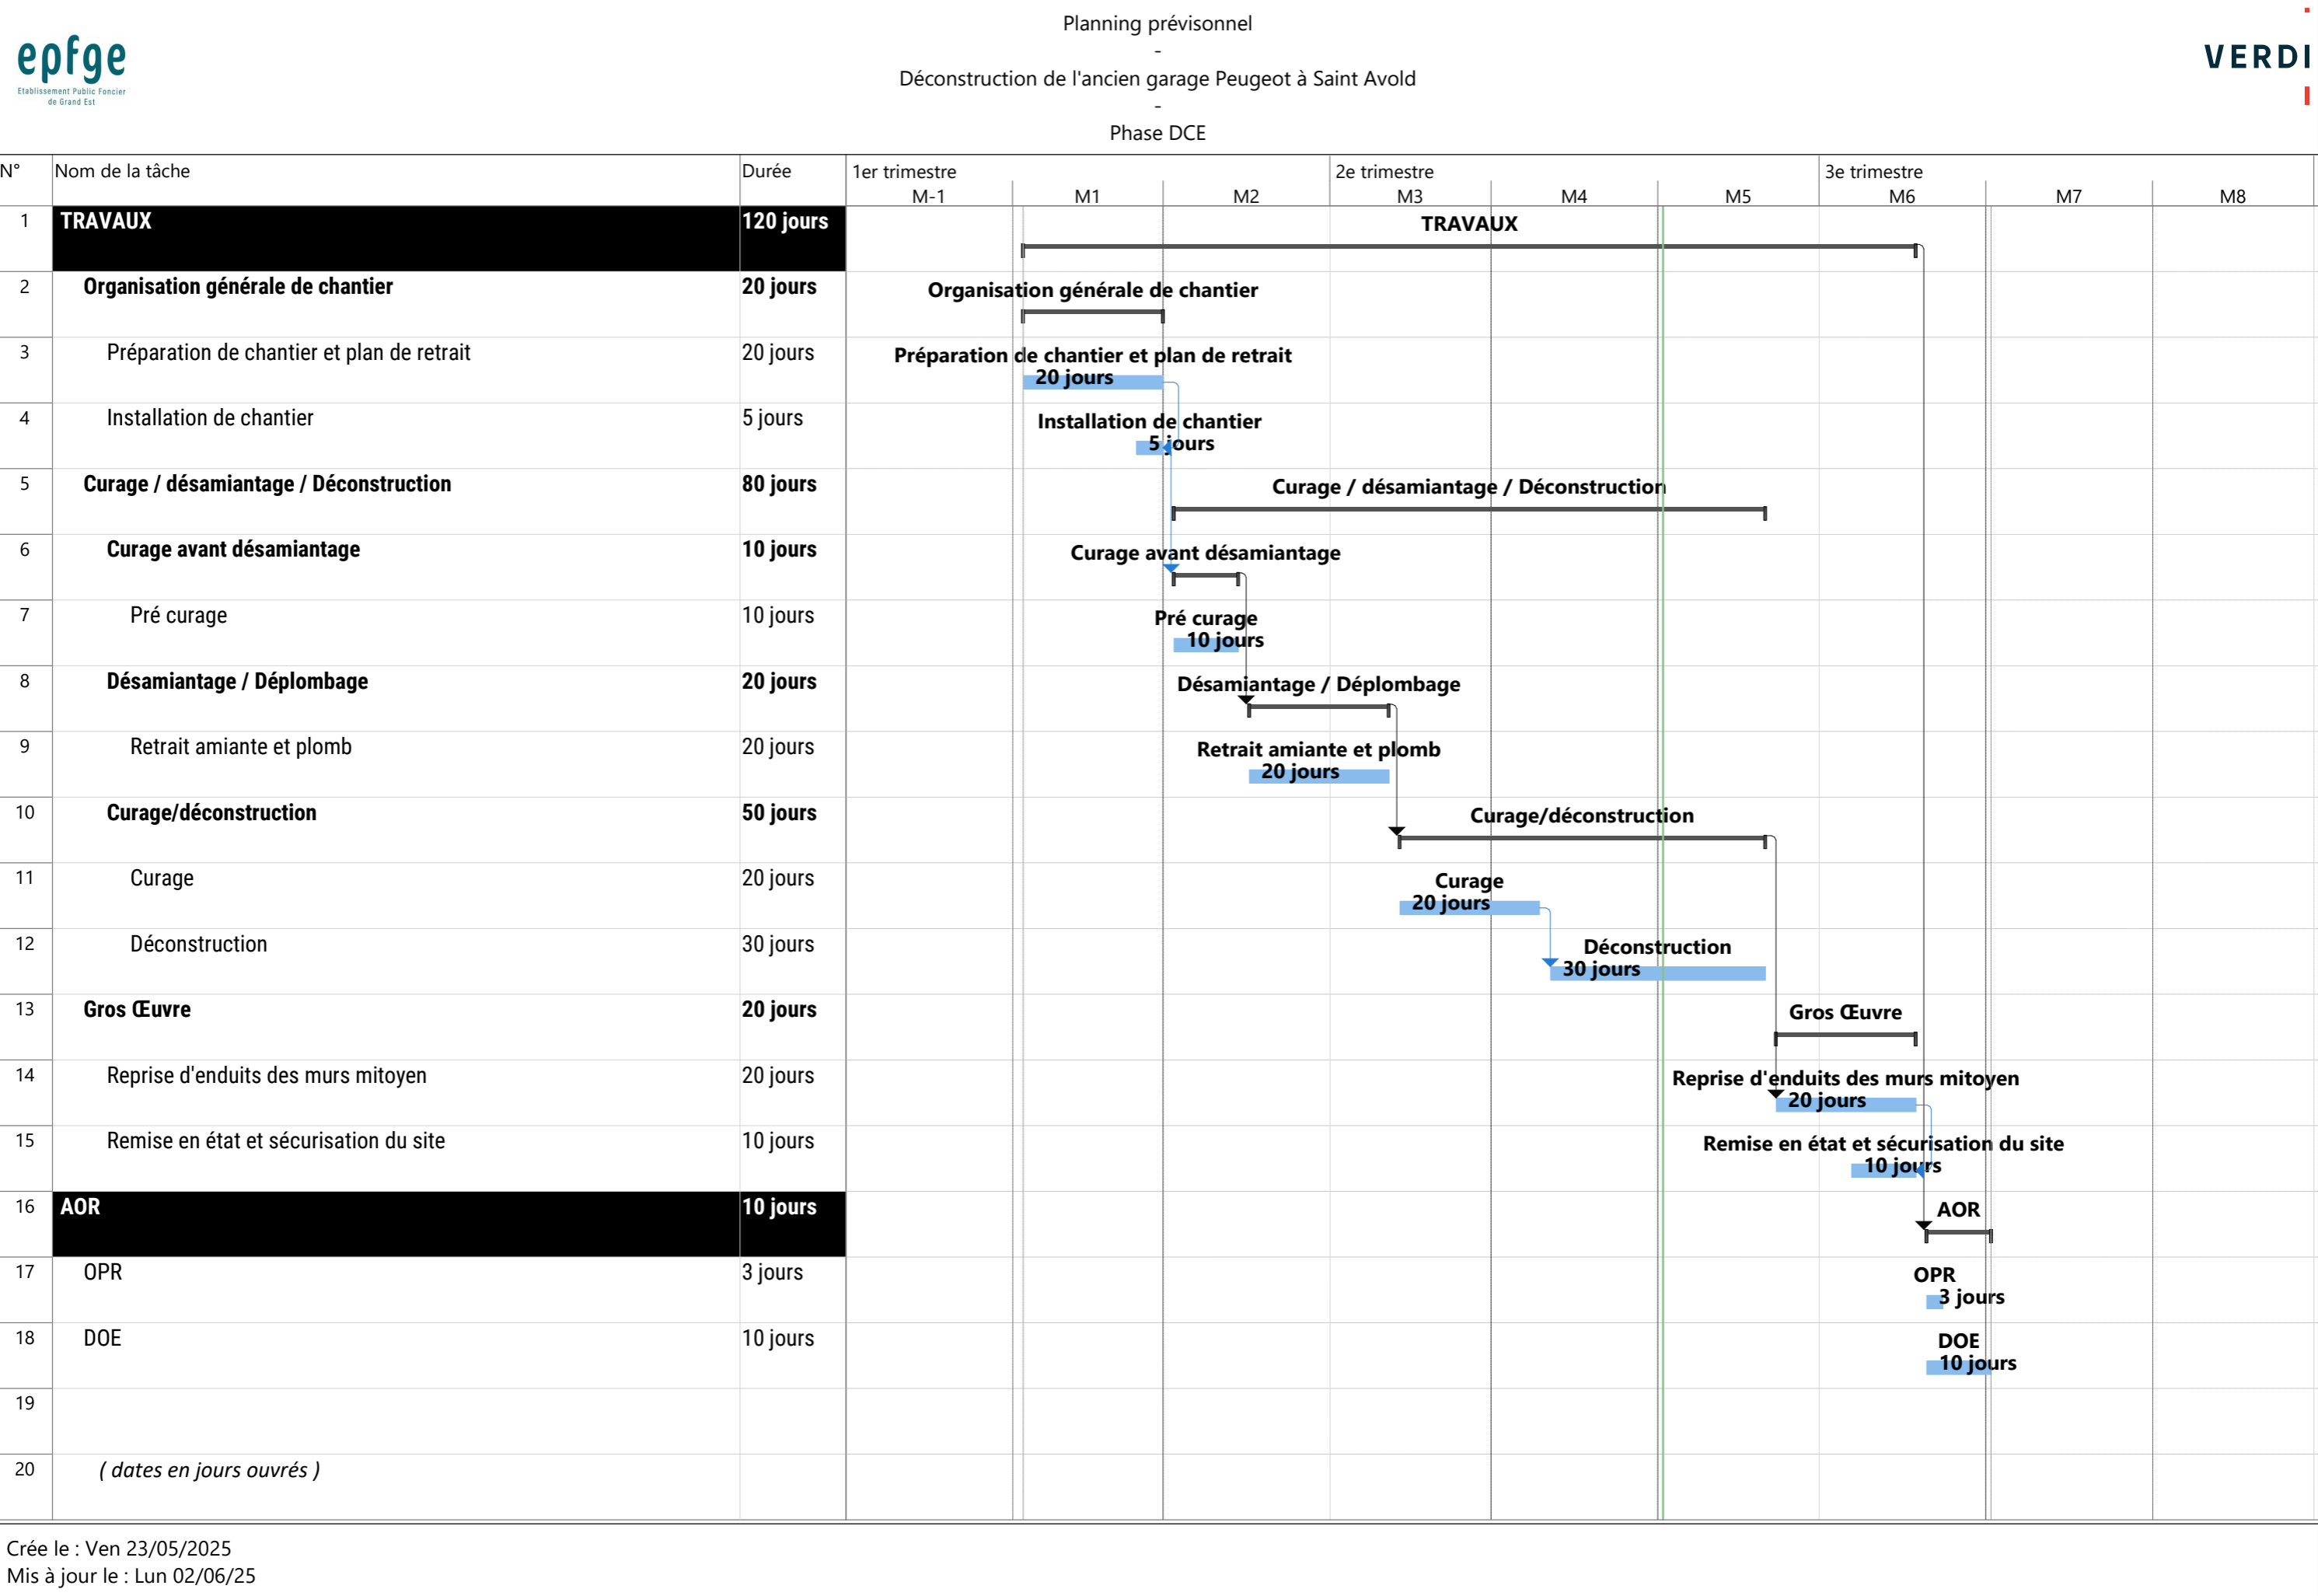 epfge
Etablissement Public Foncier
de Grand Est
Planning prévisonnel
-
Déconstruction de l'ancien garage Peugeot à Saint Avold
-
Phase DCE
VERDI
N° Nom de la tâche Durée 1er trimestre 2e trimestre 3e trimestre
M-1 M1 M2 M3 M4 M5 M6 M7 M8
1 TRAVAUX 120 jours TRAVAUX
2 Organisation générale de chantier 20 jours Organisation générale de chantier
3 Préparation de chantier et plan de retrait 20 jours Préparation de chantier et plan de retrait
20 jours
4 Installation de chantier 5 jours Installation de chantier
5 jours
5 Curage / désamiantage / Déconstruction 80 jours Curage / désamiantage / Déconstruction
6 Curage avant désamiantage 10 jours Curage avant désamiantage
7 Pré curage 10 jours Pré curage
10 jours
8 Désamiantage / Déplombage 20 jours Désamiantage / Déplombage
9 Retrait amiante et plomb 20 jours Retrait amiante et plomb
20 jours
10 Curage/déconstruction 50 jours Curage/déconstruction
11 Curage 20 jours Curage
20 jours
12 Déconstruction 30 jours Déconstruction
30 jours
13 Gros Œuvre 20 jours Gros Œuvre
14 Reprise d'enduits des murs mitoyen 20 jours Reprise d'enduits des murs mitoyen
20 jours
15 Remise en état et sécurisation du site 10 jours Remise en état et sécurisation du site
10 jours
16 AOR 10 jours AOR
17 OPR 3 jours OPR
3 jours
18 DOE 10 jours DOE
10 jours
19
20 ( dates en jours ouvrés )
Crée le : Ven 23/05/2025
Mis à jour le : Lun 02/06/25